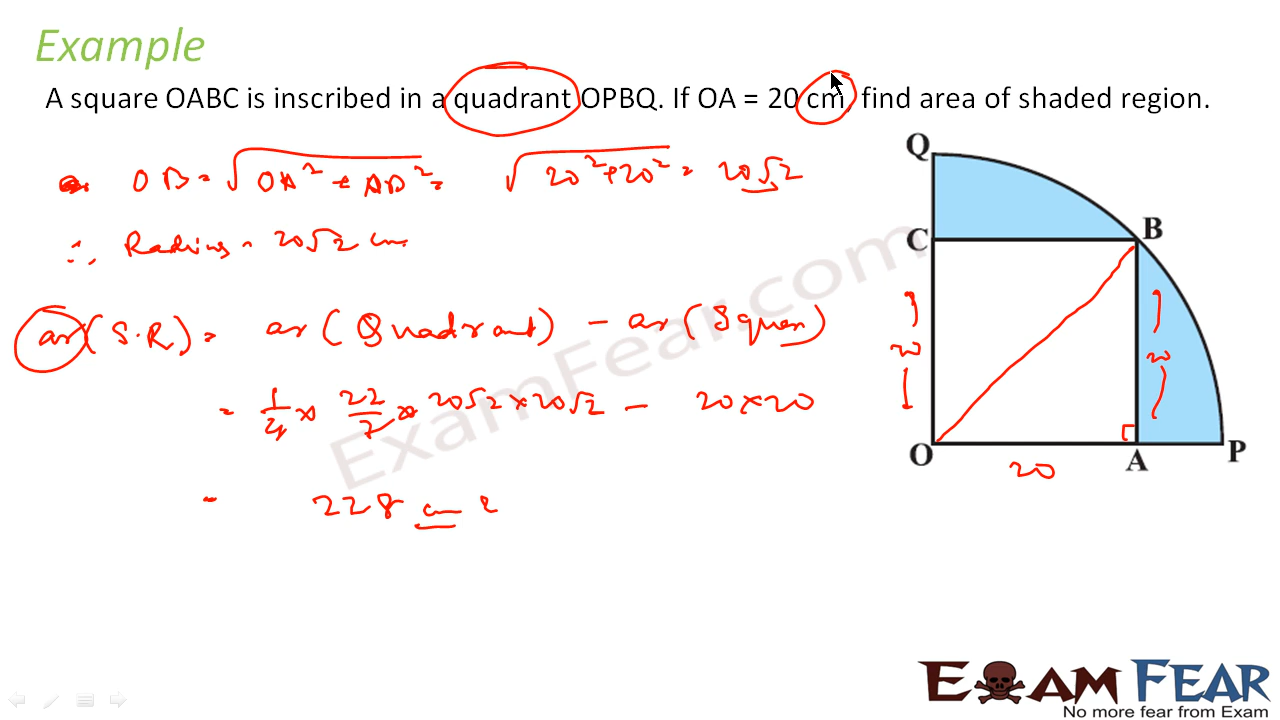 Example
A square OABC is inscribed in a quadrant OPBQ. If OA = 20 cm, find area of shaded region.
OB = √OA² + AB² = √20² + 20² = 20√2
∴ Radius = 20√2 cm
ar (S.R) = ar (Quadrant) - ar (Square)
= 1/4 × 22/7 × 20√2 × 20√2 - 20 × 20
= 228 cm²
Q
C
B
20
20
O
A
P
20
ExamFear.com
EXAM FEAR
No more fear from Exam